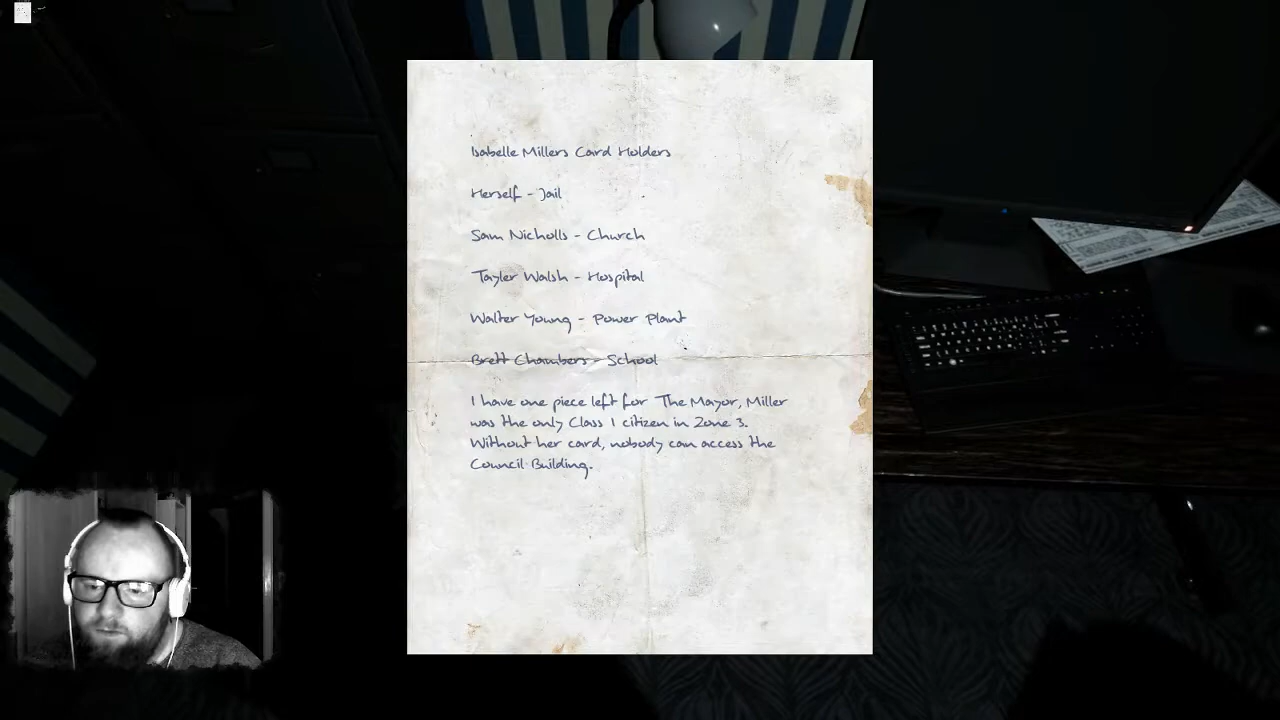 Isabelle Millers Card Holders
Herself - Jail
Sam Nicholls - Church
Tayler Walsh - Hospital
Walter Young - Power Plant
Brett Chambers - School
I have one piece left for The Mayor, Miller
was the only Class 1 citizen in Zone 3.
Without her card, nobody can access the
Council Building.